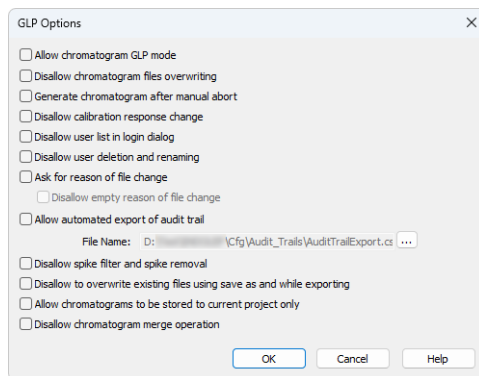 GLP Options
Allow chromatogram GLP mode
Disallow chromatogram files overwriting
Generate chromatogram after manual abort
Disallow calibration response change
Disallow user list in login dialog
Disallow user deletion and renaming
Ask for reason of file change
Disallow empty reason of file change
Allow automated export of audit trail
File Name: D: \Cfg\Audit_Trails\AuditTrailExport.cs ...
Disallow spike filter and spike removal
Disallow to overwrite existing files using save as and while exporting
Allow chromatograms to be stored to current project only
Disallow chromatogram merge operation
OK Cancel Help